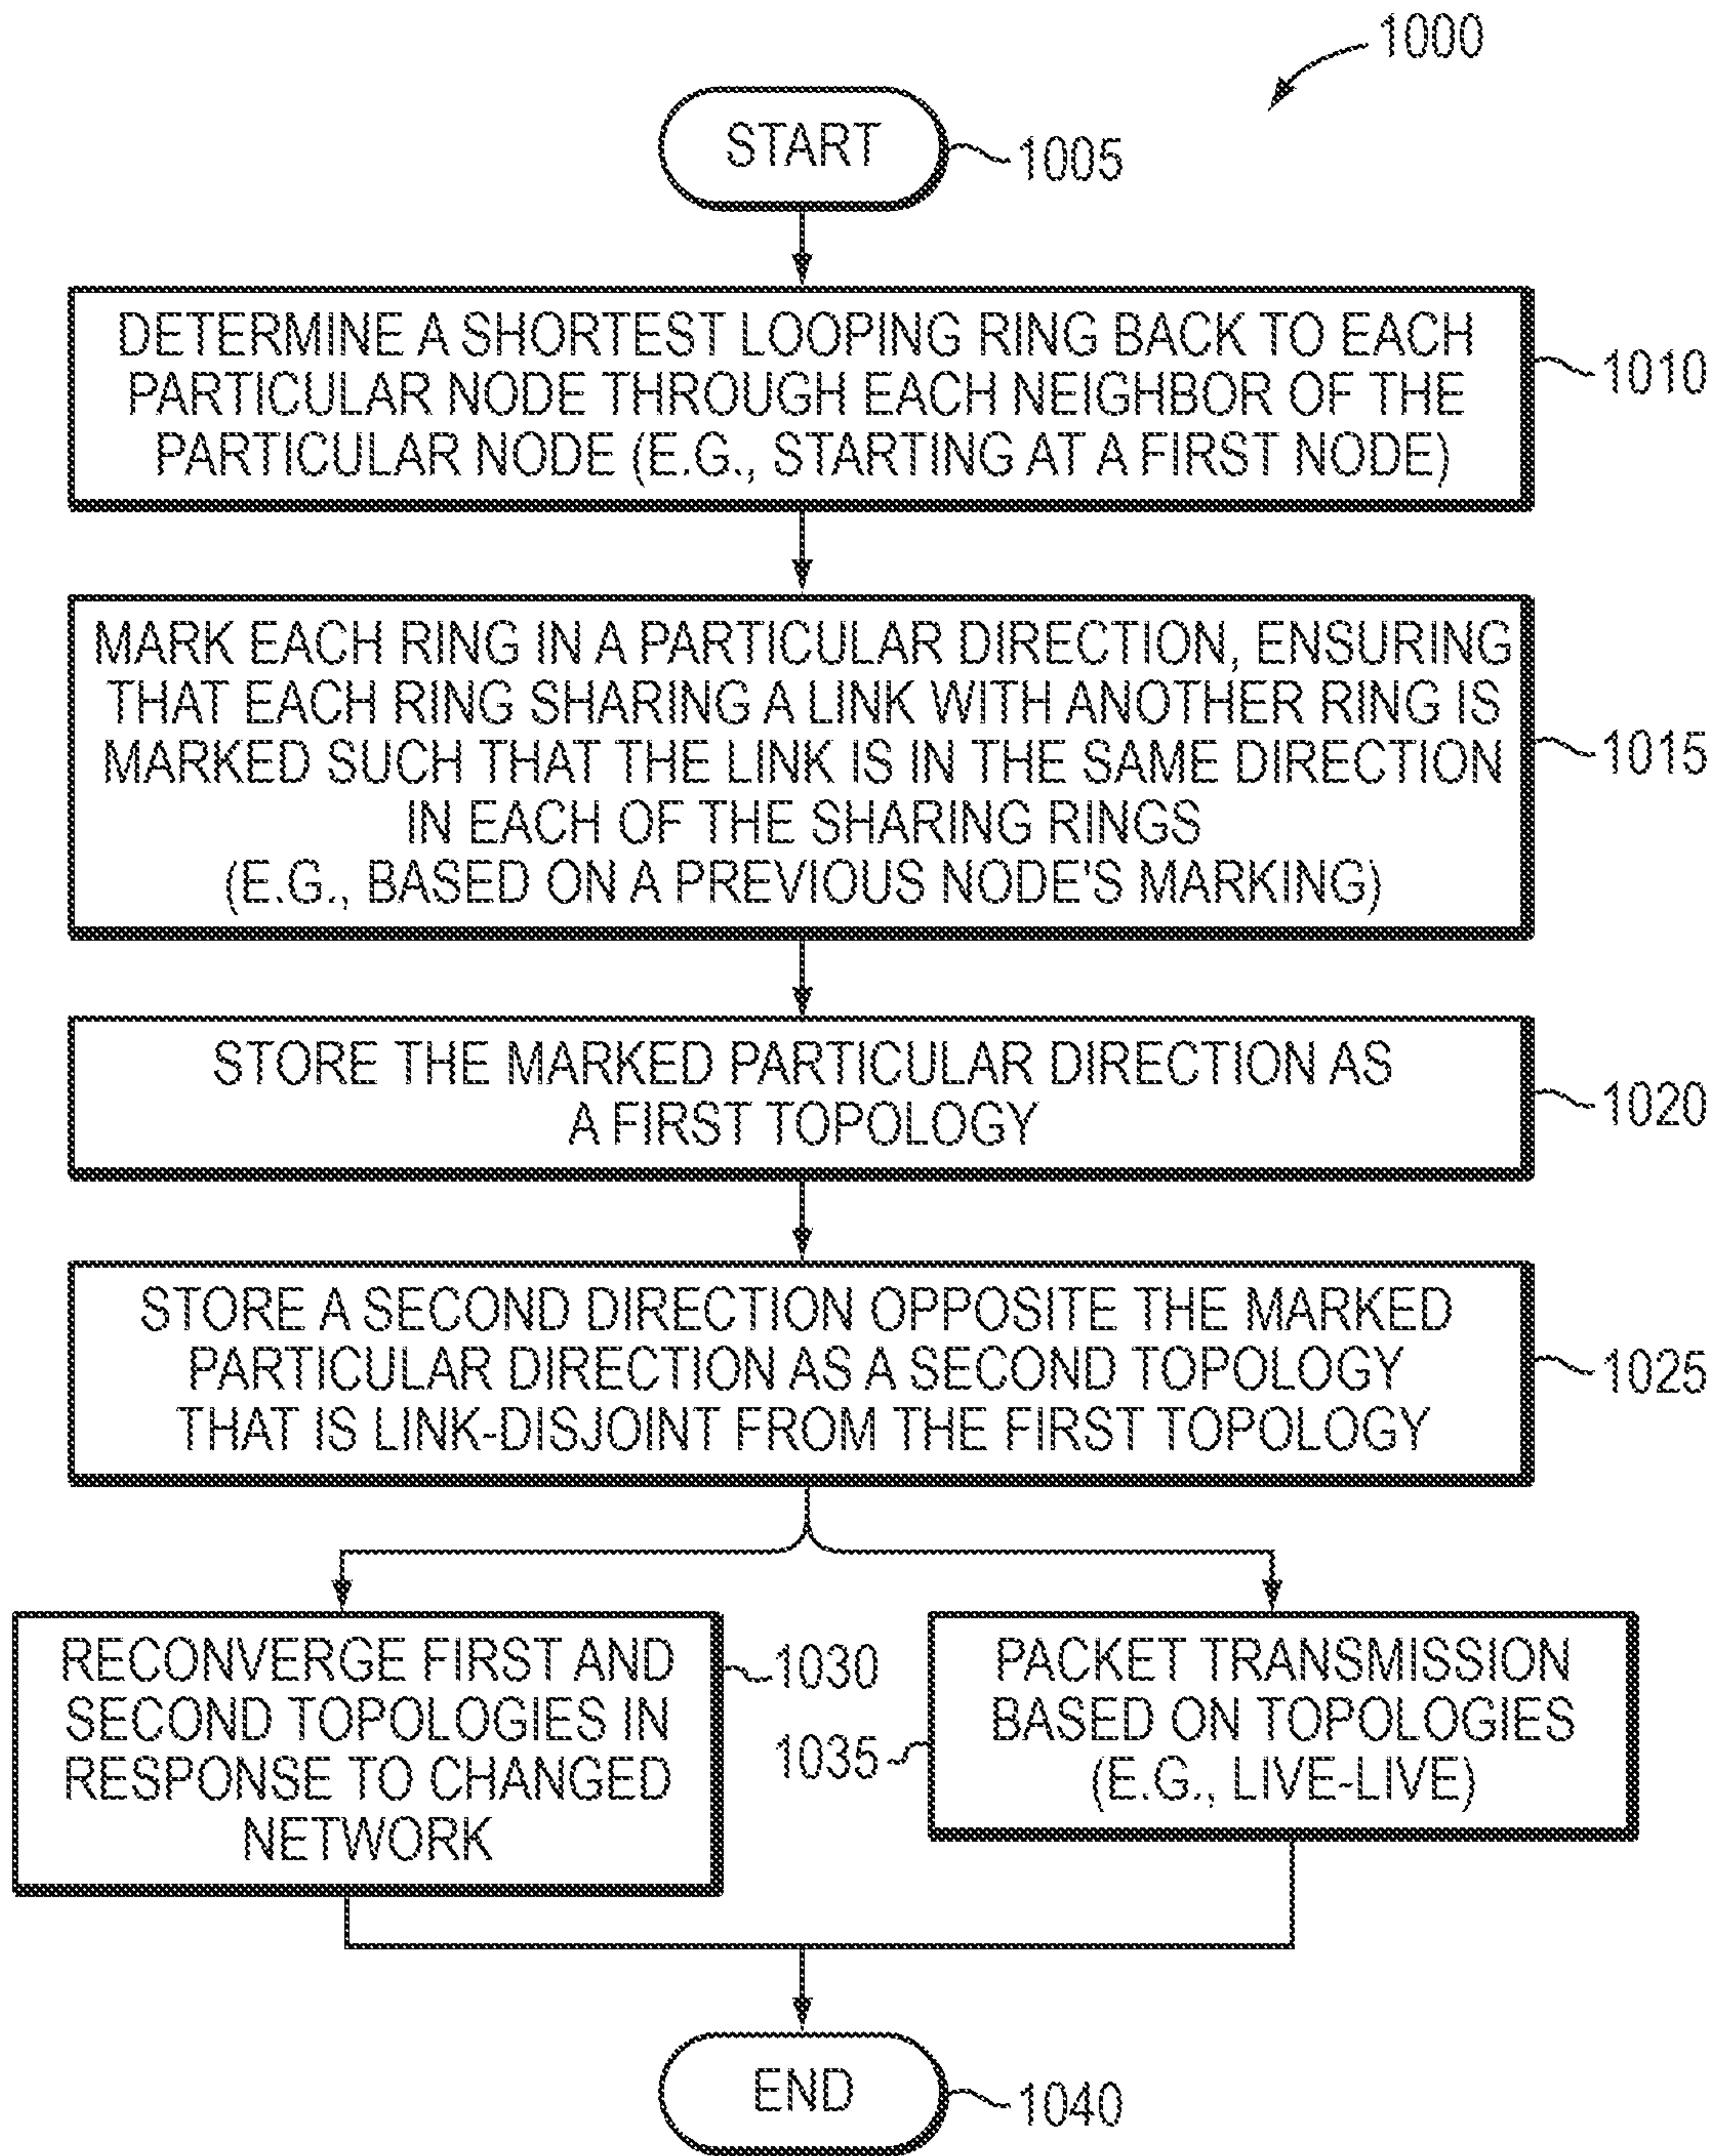 1000
START
1005
DETERMINE A SHORTEST LOOPING RING BACK TO EACH
PARTICULAR NODE THROUGH EACH NEIGHBOR OF THE
PARTICULAR NODE (E.G., STARTING AT A FIRST NODE)
1010
MARK EACH RING IN A PARTICULAR DIRECTION, ENSURING
THAT EACH RING SHARING A LINK WITH ANOTHER RING IS
MARKED SUCH THAT THE LINK IS IN THE SAME DIRECTION
IN EACH OF THE SHARING RINGS
(E.G., BASED ON A PREVIOUS NODE'S MARKING)
1015
STORE THE MARKED PARTICULAR DIRECTION AS
A FIRST TOPOLOGY
1020
STORE A SECOND DIRECTION OPPOSITE THE MARKED
PARTICULAR DIRECTION AS A SECOND TOPOLOGY
THAT IS LINK-DISJOINT FROM THE FIRST TOPOLOGY
1025
RECONVERGE FIRST AND
SECOND TOPOLOGIES IN
RESPONSE TO CHANGED
NETWORK
1030
PACKET TRANSMISSION
BASED ON TOPOLOGIES
(E.G., LIVE-LIVE)
1035
END
1040